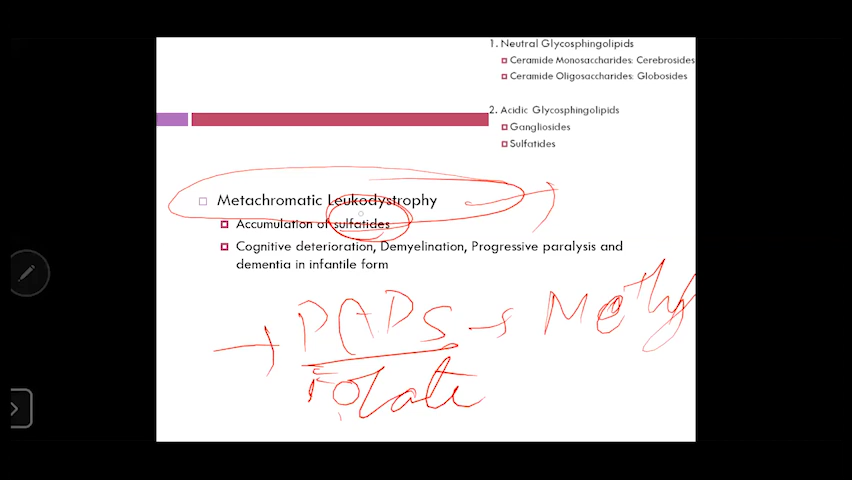 1. Neutral Glycosphingolipids
Ceramide Monosaccharides: Cerebrosides
Ceramide Oligosaccharides: Globosides
2. Acidic Glycosphingolipids
Gangliosides
Sulfatides
Metachromatic Leukodystrophy
Accumulation of sulfatides
Cognitive deterioration, Demyelination, Progressive paralysis and
dementia in infantile form
PADS → Methy
Folate